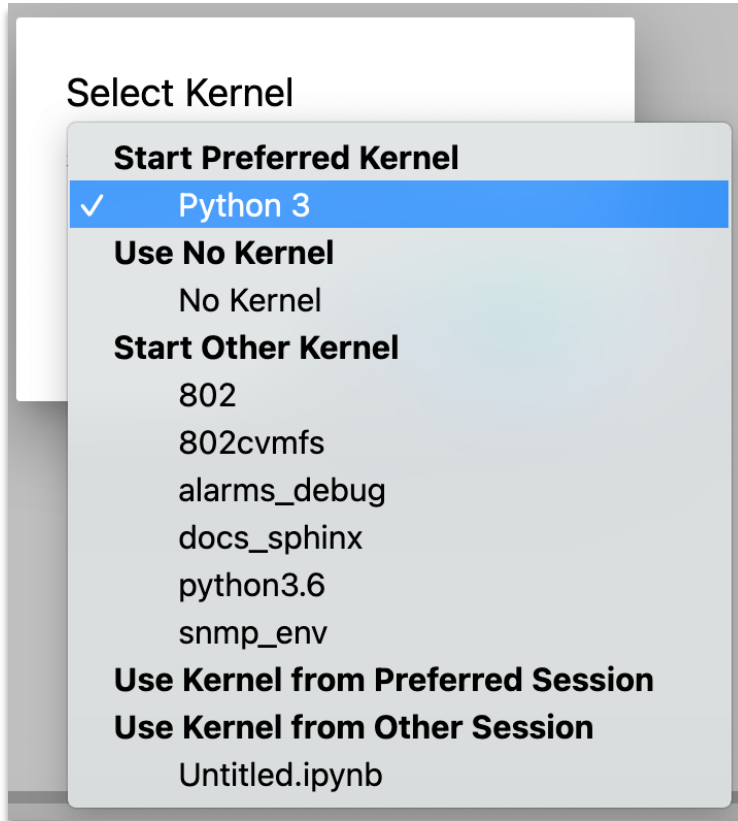 Select Kernel
Start Preferred Kernel
Python 3
Use No Kernel
No Kernel
Start Other Kernel
802
802cvmfs
alarms_debug
docs_sphinx
python3.6
snmp_env
Use Kernel from Preferred Session
Use Kernel from Other Session
Untitled.ipynb